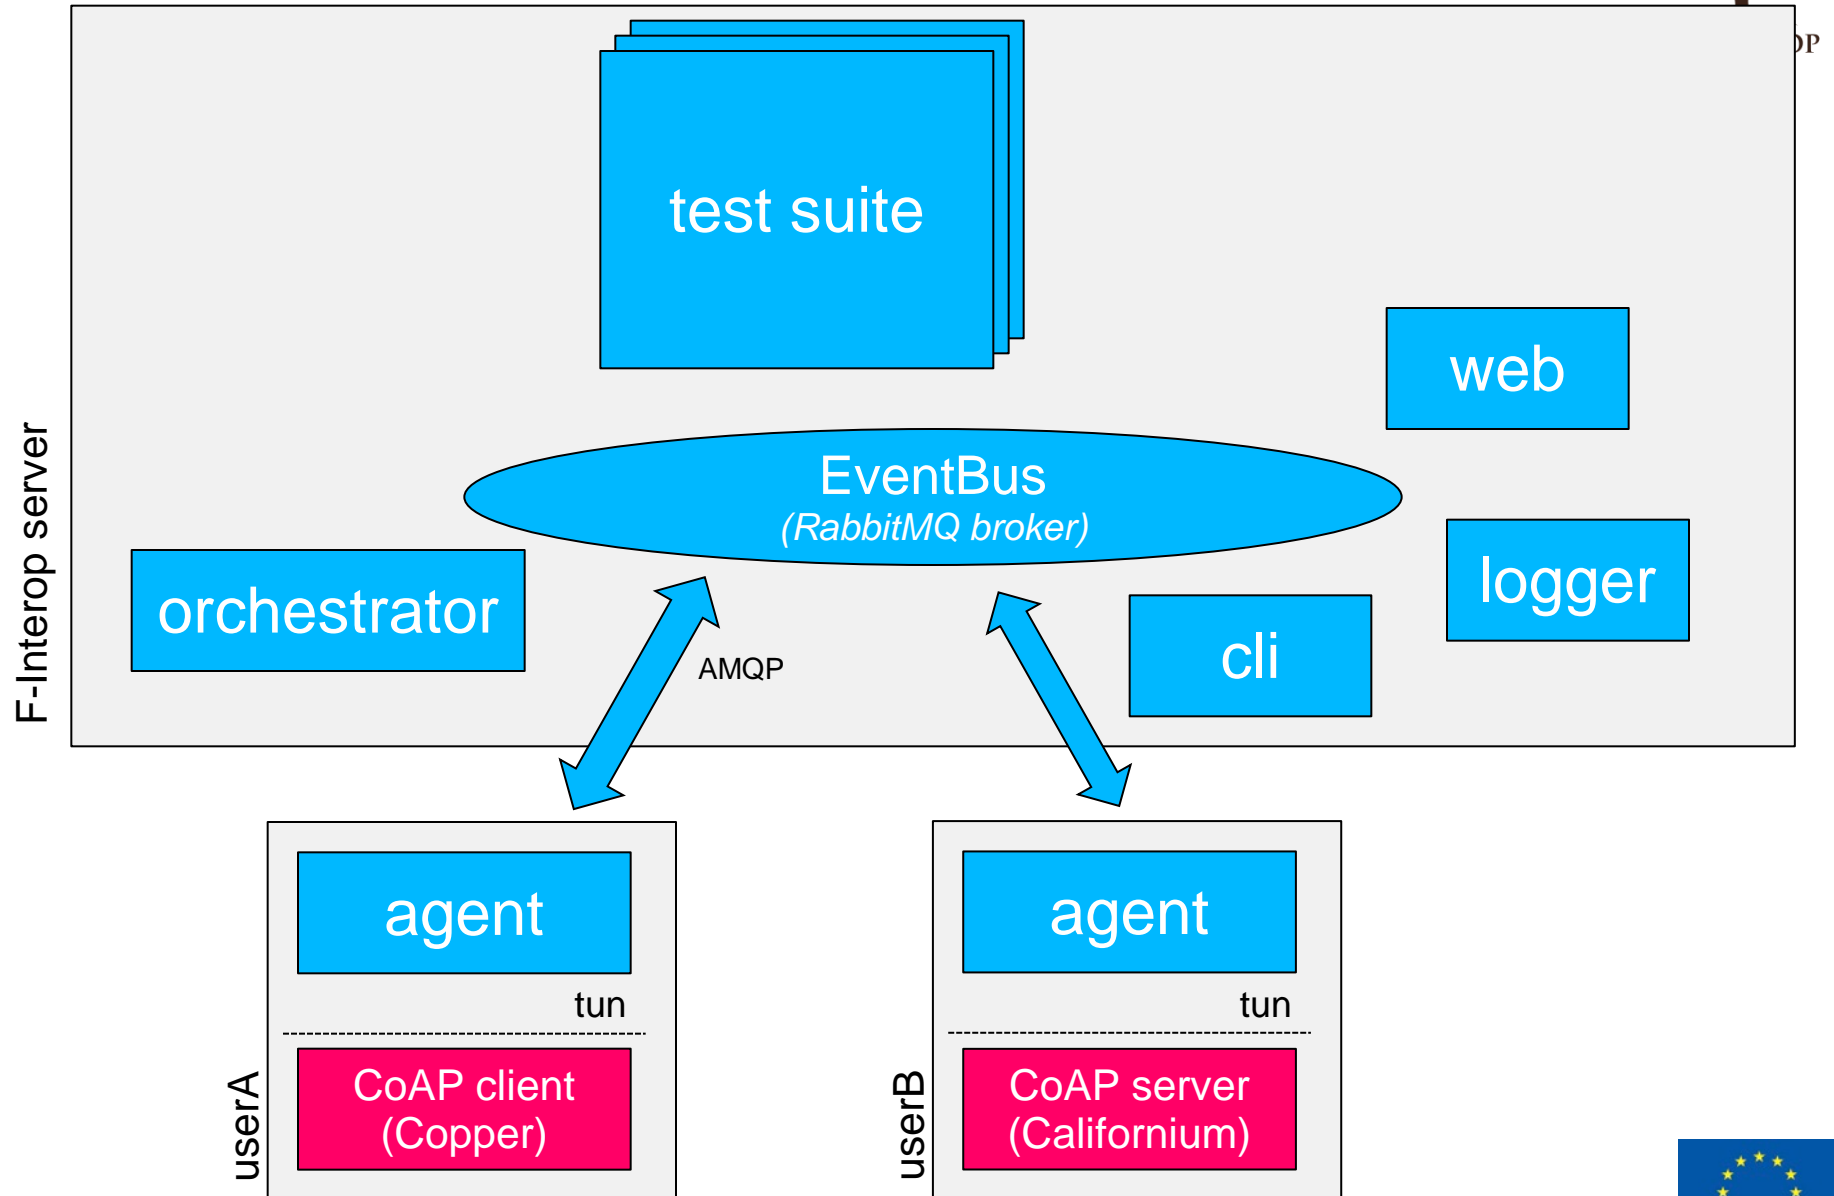 OP
test suite
web
EventBus
(RabbitMQ broker)
F-Interop server
logger
orchestrator
cli
AMQP
agent
agent
tun
tun
CoAP client
(Copper)
userA
CoAP server
(Californium)
userB